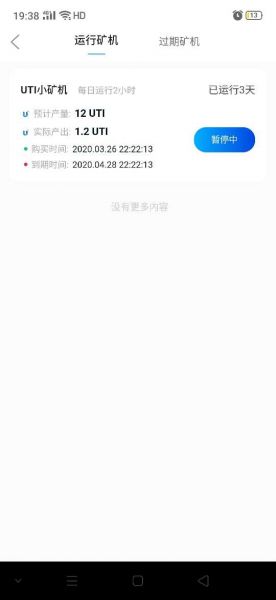 19:38 4G HD 13
运行矿机 过期矿机
UTI小矿机 每日运行2小时 已运行3天
预计产量: 12 UTI
实际产出: 1.2 UTI
暂停中
购买时间: 2020.03.26 22:22:13
到期时间: 2020.04.28 22:22:13
没有更多内容